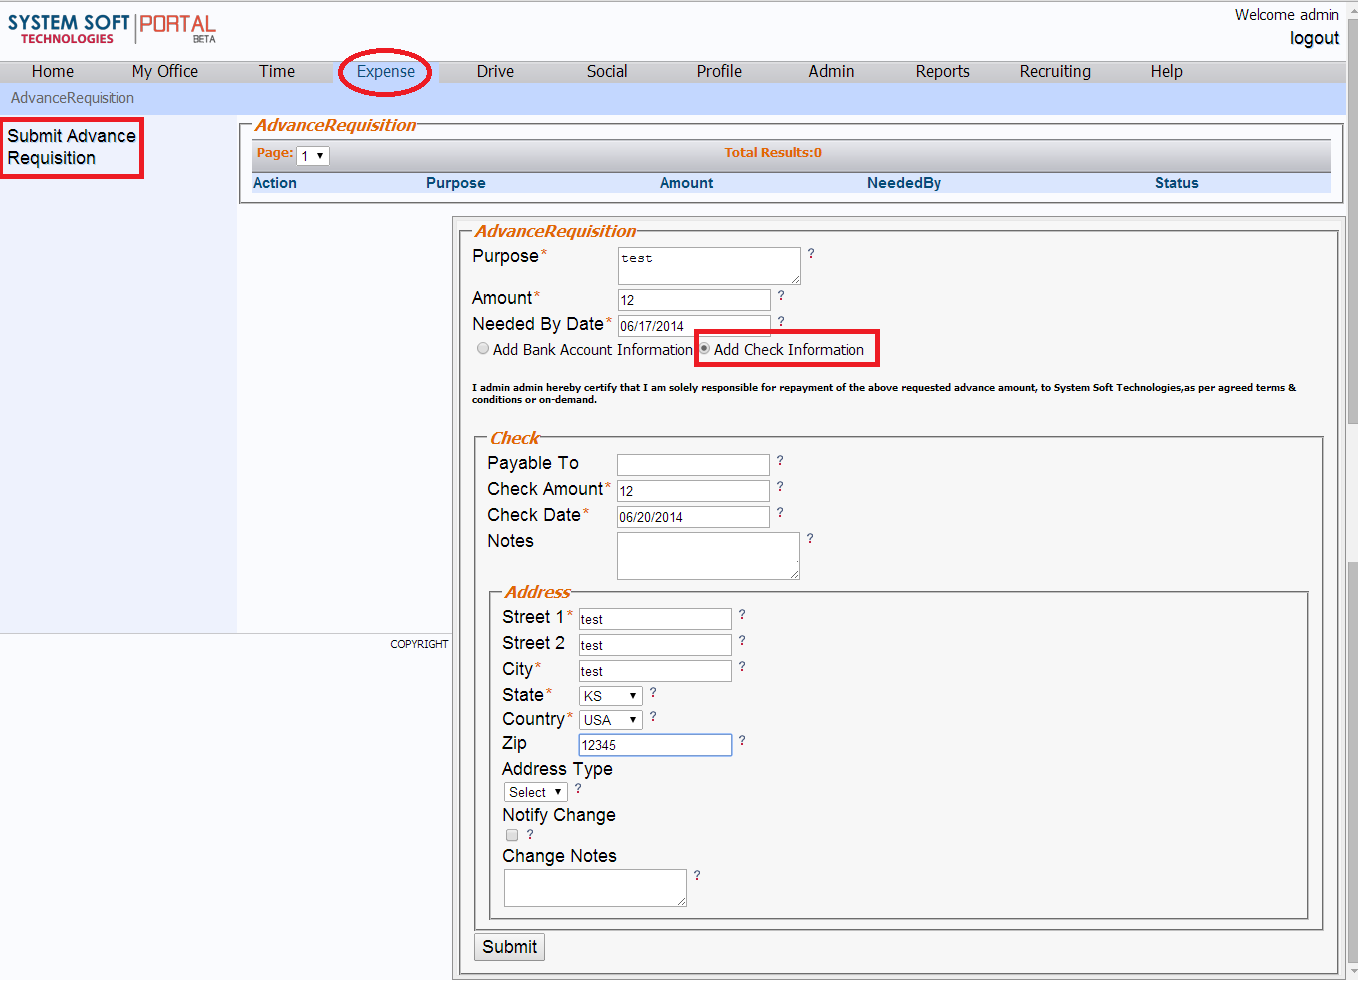 SYSTEM SOFT PORTAL
TECHNOLOGIES BETA
Welcome admin
logout
Home My Office Time Expense Drive Social Profile Admin Reports Recruiting Help
AdvanceRequisition
Submit Advance
Requisition
AdvanceRequisition
Page: 1 Total Results:0
Action Purpose Amount NeededBy Status
AdvanceRequisition
Purpose* test ?
Amount* 12 ?
Needed By Date* 06/17/2014 ?
Add Bank Account Information Add Check Information
I admin admin hereby certify that I am solely responsible for repayment of the above requested advance amount, to System Soft Technologies,as per agreed terms &
conditions or on-demand.
Check
Payable To ?
Check Amount* 12 ?
Check Date* 06/20/2014 ?
Notes ?
Address
Street 1* test ?
Street 2 test ?
City* test ?
State* KS ?
Country* USA ?
Zip 12345 ?
Address Type
Select ?
Notify Change
?
Change Notes
?
Submit
COPYRIGHT